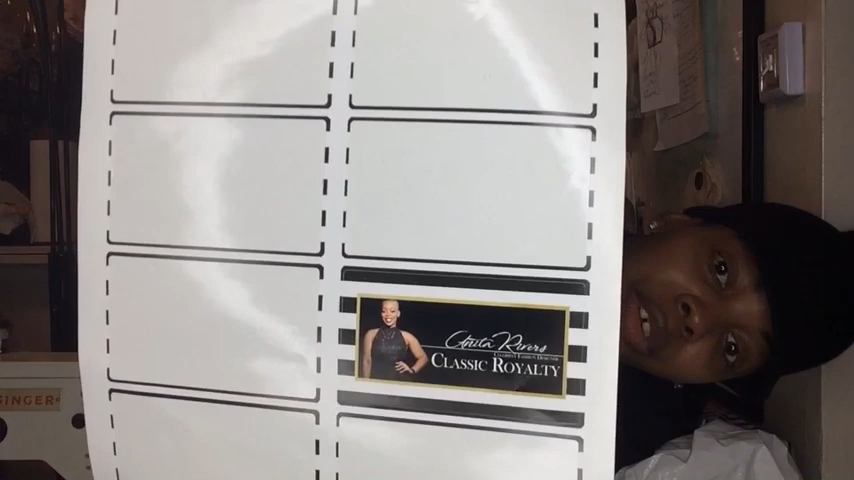 Anita Rivers
Celebrity Fashion Designer
Classic Royalty
SINGER